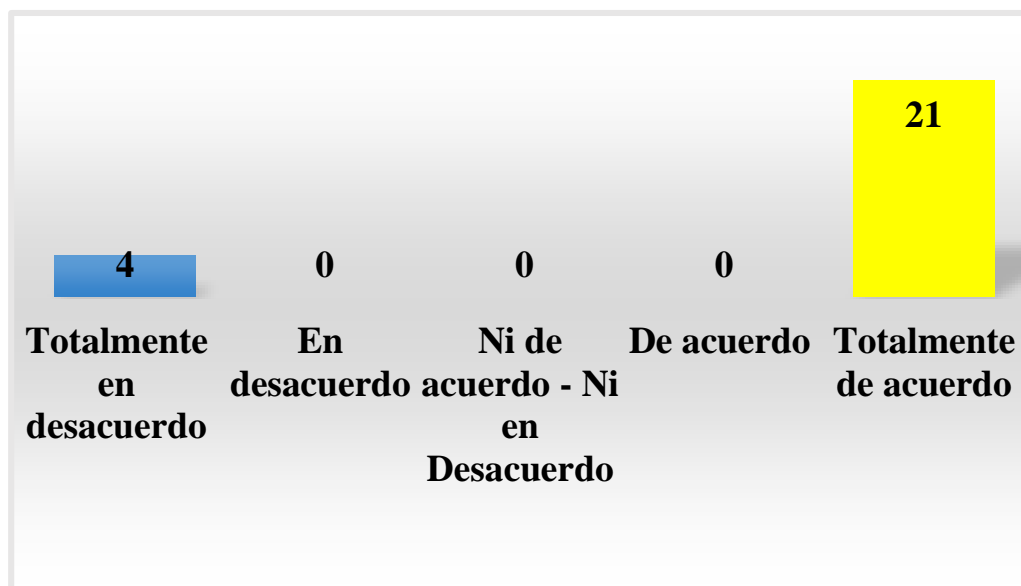 21
4
0
0
0
Totalmente
en
desacuerdo
En
desacuerdo
Ni de
acuerdo - Ni
en
Desacuerdo
De acuerdo
Totalmente
de acuerdo